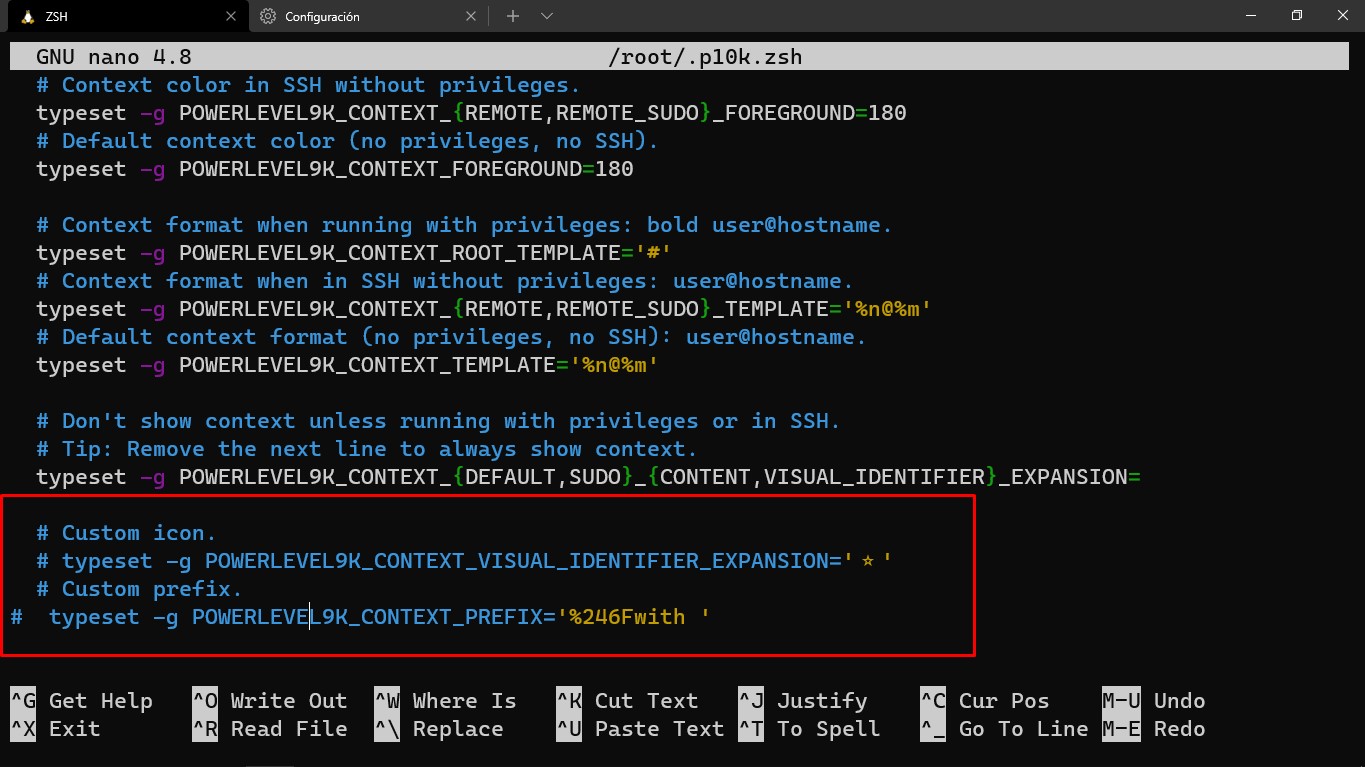 ZSH
Configuración
GNU nano 4.8 /root/.p10k.zsh
# Context color in SSH without privileges.
typeset -g POWERLEVEL9K_CONTEXT_{REMOTE,REMOTE_SUDO}_FOREGROUND=180
# Default context color (no privileges, no SSH).
typeset -g POWERLEVEL9K_CONTEXT_FOREGROUND=180
# Context format when running with privileges: bold user@hostname.
typeset -g POWERLEVEL9K_CONTEXT_ROOT_TEMPLATE='#'
# Context format when in SSH without privileges: user@hostname.
typeset -g POWERLEVEL9K_CONTEXT_{REMOTE,REMOTE_SUDO}_TEMPLATE='%n@%m'
# Default context format (no privileges, no SSH): user@hostname.
typeset -g POWERLEVEL9K_CONTEXT_TEMPLATE='%n@%m'
# Don't show context unless running with privileges or in SSH.
# Tip: Remove the next line to always show context.
typeset -g POWERLEVEL9K_CONTEXT_{DEFAULT,SUDO}_{CONTENT,VISUAL_IDENTIFIER}_EXPANSION=
# Custom icon.
# typeset -g POWERLEVEL9K_CONTEXT_VISUAL_IDENTIFIER_EXPANSION='⭐'
# Custom prefix.
#  typeset -g POWERLEVEL9K_CONTEXT_PREFIX='%246Fwith '
^G Get Help ^O Write Out ^W Where Is ^K Cut Text ^J Justify ^C Cur Pos M-U Undo
^X Exit ^R Read File ^\ Replace ^U Paste Text ^T To Spell ^_ Go To Line M-E Redo